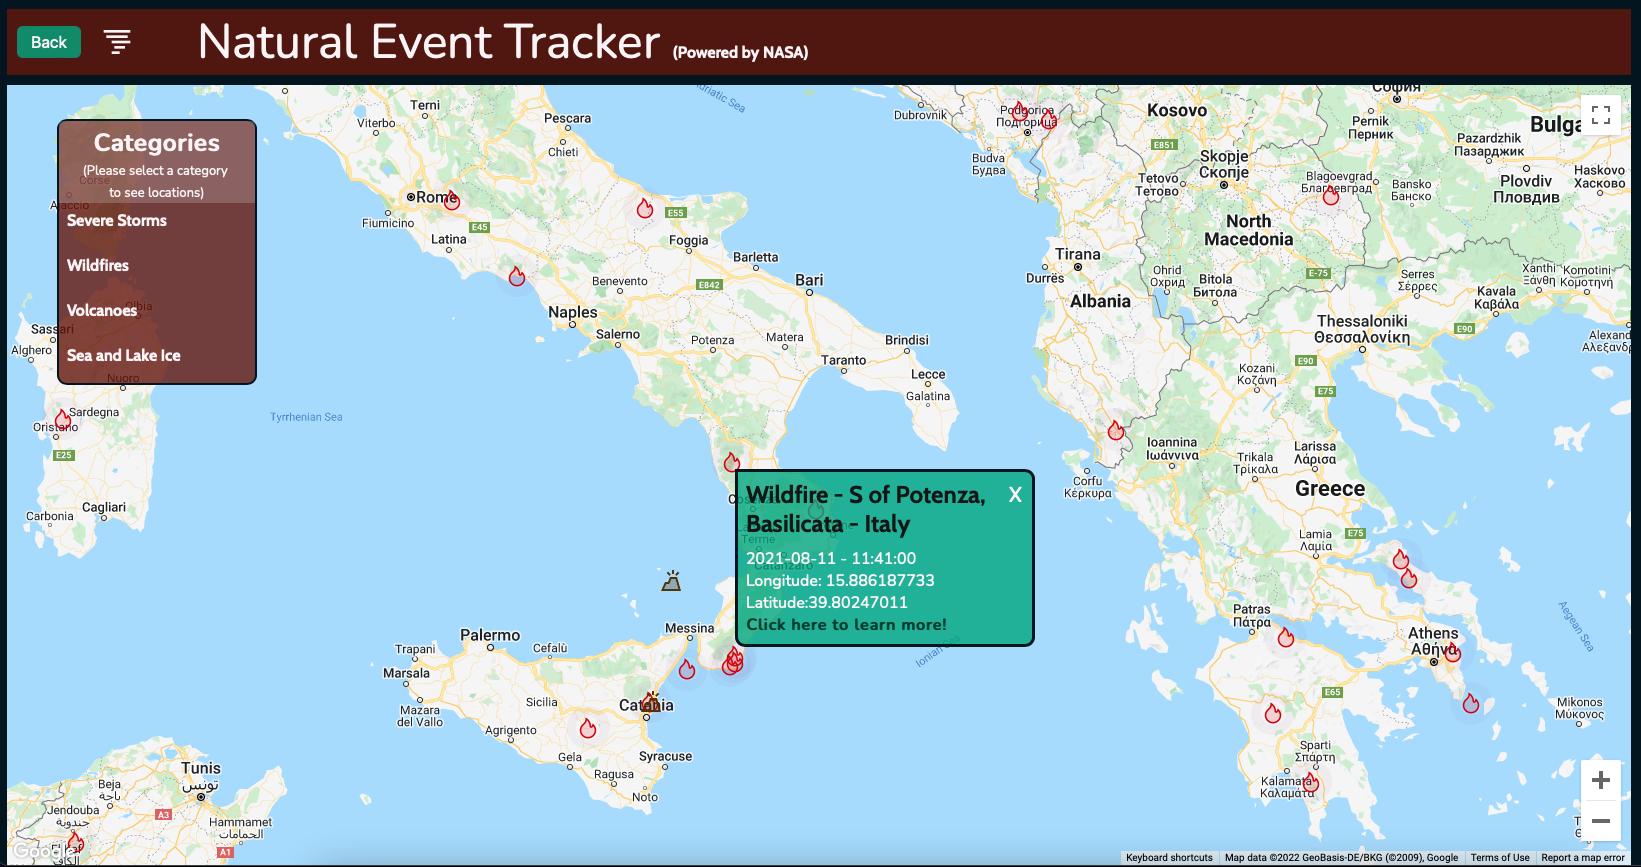 Back
Natural Event Tracker (Powered by NASA)
Categories
(Please select a category
to see locations)
Severe Storms
Wildfires
Volcanoes
Sea and Lake Ice
Wildfire - S of Potenza,
Basilicata - Italy
X
2021-08-11 - 11:41:00
Longitude: 15.886187733
Latitude:39.80247011
Click here to learn more!
Terni
Viterbo
Pescara
Chieti
Adriatic Sea
Rome
Fiumicino
Latina
E45
E55
Foggia
Barletta
Benevento
E842
Bari
Naples
Salerno
Potenza
Matera
Taranto
Brindisi
Lecce
Galatina
Corse
Ajaccio
Olbia
Sassari
Alghero
Nuoro
Sardegna
Oristano
E25
Cagliari
Carbonia
Tyrrhenian Sea
Terme
Catanzaro
Messina
Palermo
Cefalù
Trapani
Marsala
Mazara
del Vallo
Sicilia
Agrigento
Catania
Gela
Syracuse
Ragusa
Noto
Ionian Sea
Tunis
تونس
Beja
باجة
Jendouba
جندوبة
A3
Hammamet
الحمامات
A1
الكاف
Dubrovnik
Podgorica
Подгорица
Budva
Будва
Kosovo
E851
Skopje
Скопје
Tetovo
Тетово
София
Pernik
Перник
Bulga
Pazardzhik
Пазарджик
Haskovo
Хасково
Plovdiv
Пловдив
Blagoevgrad
Благоевград
Bansko
Банско
North
Macedonia
Tirana
Durrës
Albania
Ohrid
Охрид
Bitola
Битола
E-75
Serres
Σέρρες
Xanthi
Ξάνθη
Komotini
Κομοτηνή
Kavala
Καβάλα
E90
Alexand
Αλεξανδ
Thessaloniki
Θεσσαλονίκη
E90
Kozani
Κοζάνη
E75
Ioannina
Ιωάννινα
Corfu
Κέρκυρα
Trikala
Τρίκαλα
Larissa
Λάρισα
Greece
E75
Lamia
Λαμία
Patras
Πάτρα
Athens
Αθήνα
Aegean Sea
E65
Mykonos
Μύκονος
Sparti
Σπάρτη
Kalamata
Καλαμάτα
Google
Keyboard shortcuts
Map data ©2022 GeoBasis-DE/BKG (©2009), Google
Terms of Use
Report a map error